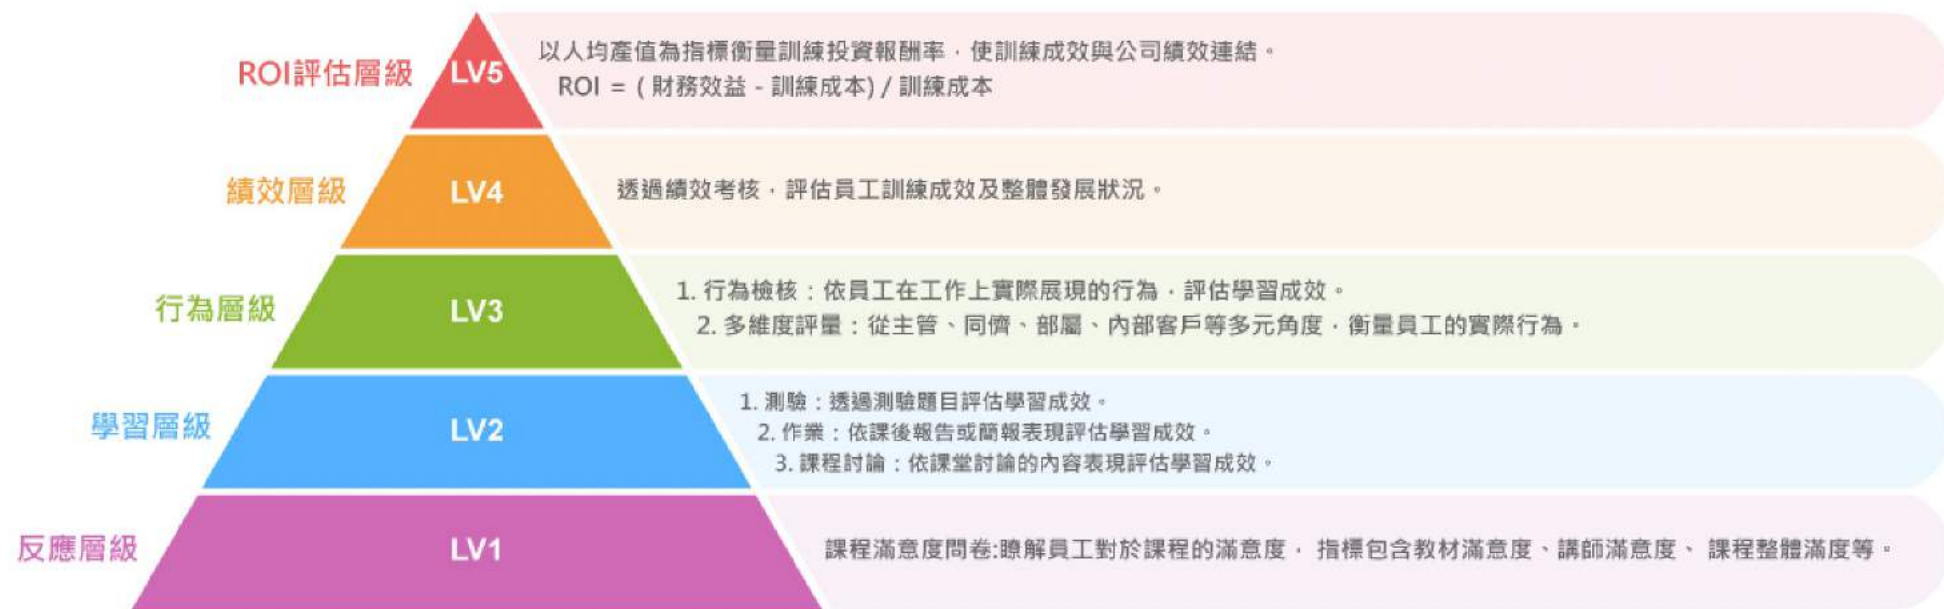 ROI評估層級
LV5
以人均產值為指標衡量訓練投資報酬率，使訓練成效與公司績效連結。
ROI = ( 財務效益 - 訓練成本) / 訓練成本
績效層級
LV4
透過績效考核，評估員工訓練成效及整體發展狀況。
行為層級
LV3
1. 行為檢核：依員工在工作上實際展現的行為，評估學習成效。
2. 多維度評量：從主管、同儕、部屬、內部客戶等多元角度，衡量員工的實際行為。
學習層級
LV2
1. 測驗：透過測驗題目評估學習成效。
2. 作業：依課後報告或簡報表現評估學習成效。
3. 課程討論：依課堂討論的內容表現評估學習成效。
反應層級
LV1
課程滿意度問卷:瞭解員工對於課程的滿意度， 指標包含教材滿意度、講師滿意度、 課程整體滿度等。